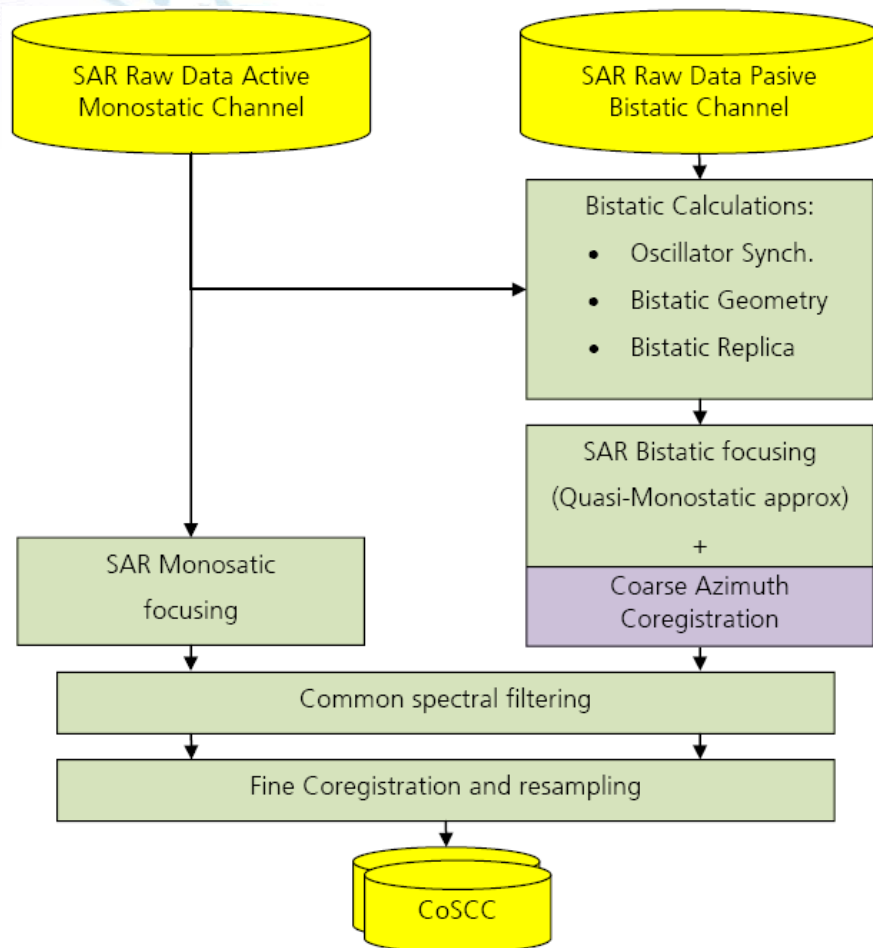 SAR Raw Data Active
Monostatic Channel
SAR Raw Data Pasive
Bistatic Channel
Bistatic Calculations:
• Oscillator Synch.
• Bistatic Geometry
• Bistatic Replica
SAR Bistatic focusing
(Quasi-Monostatic approx)
+
Coarse Azimuth
Coregistration
SAR Monosatic
focusing
Common spectral filtering
Fine Coregistration and resampling
CoSCC